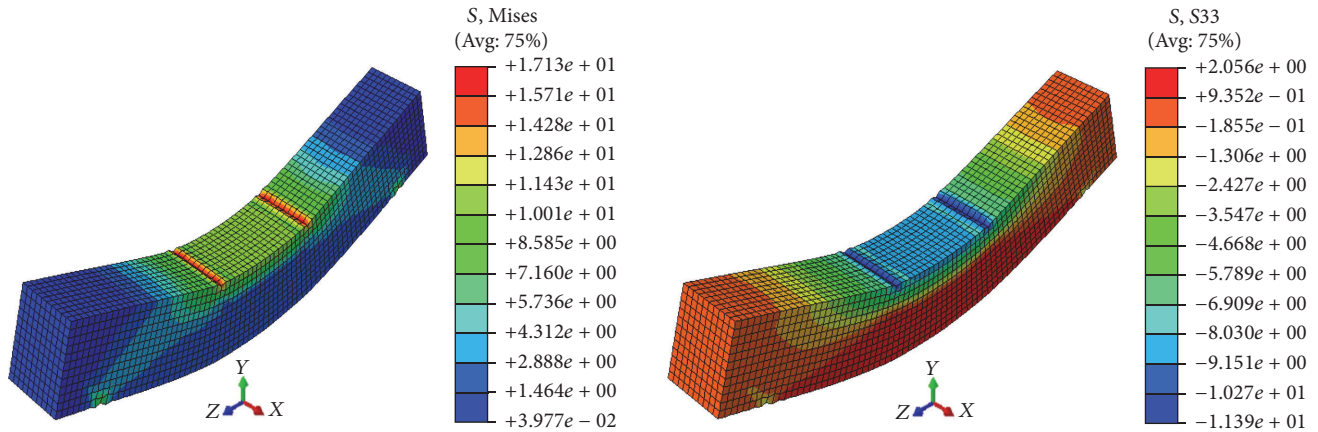 S, Mises
(Avg: 75%)
+1.713e + 01
+1.571e + 01
+1.428e + 01
+1.286e + 01
+1.143e + 01
+1.001e + 01
+8.585e + 00
+7.160e + 00
+5.736e + 00
+4.312e + 00
+2.888e + 00
+1.464e + 00
+3.977e − 02
Y
Z
X
S, S33
(Avg: 75%)
+2.056e + 00
+9.352e − 01
−1.855e − 01
−1.306e + 00
−2.427e + 00
−3.547e + 00
−4.668e + 00
−5.789e + 00
−6.909e + 00
−8.030e + 00
−9.151e + 00
−1.027e + 01
−1.139e + 01
Y
Z
X